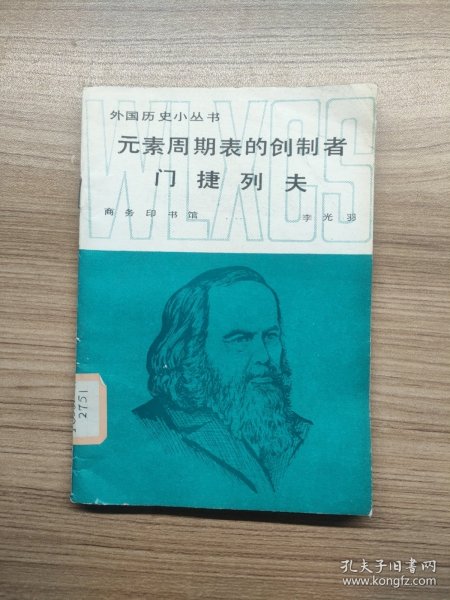 外国历史小丛书
WLXCS
元素周期表的创制者
门捷列夫
商务印书馆 李光羽
2751
孔夫子旧书网
www.kongfz.com